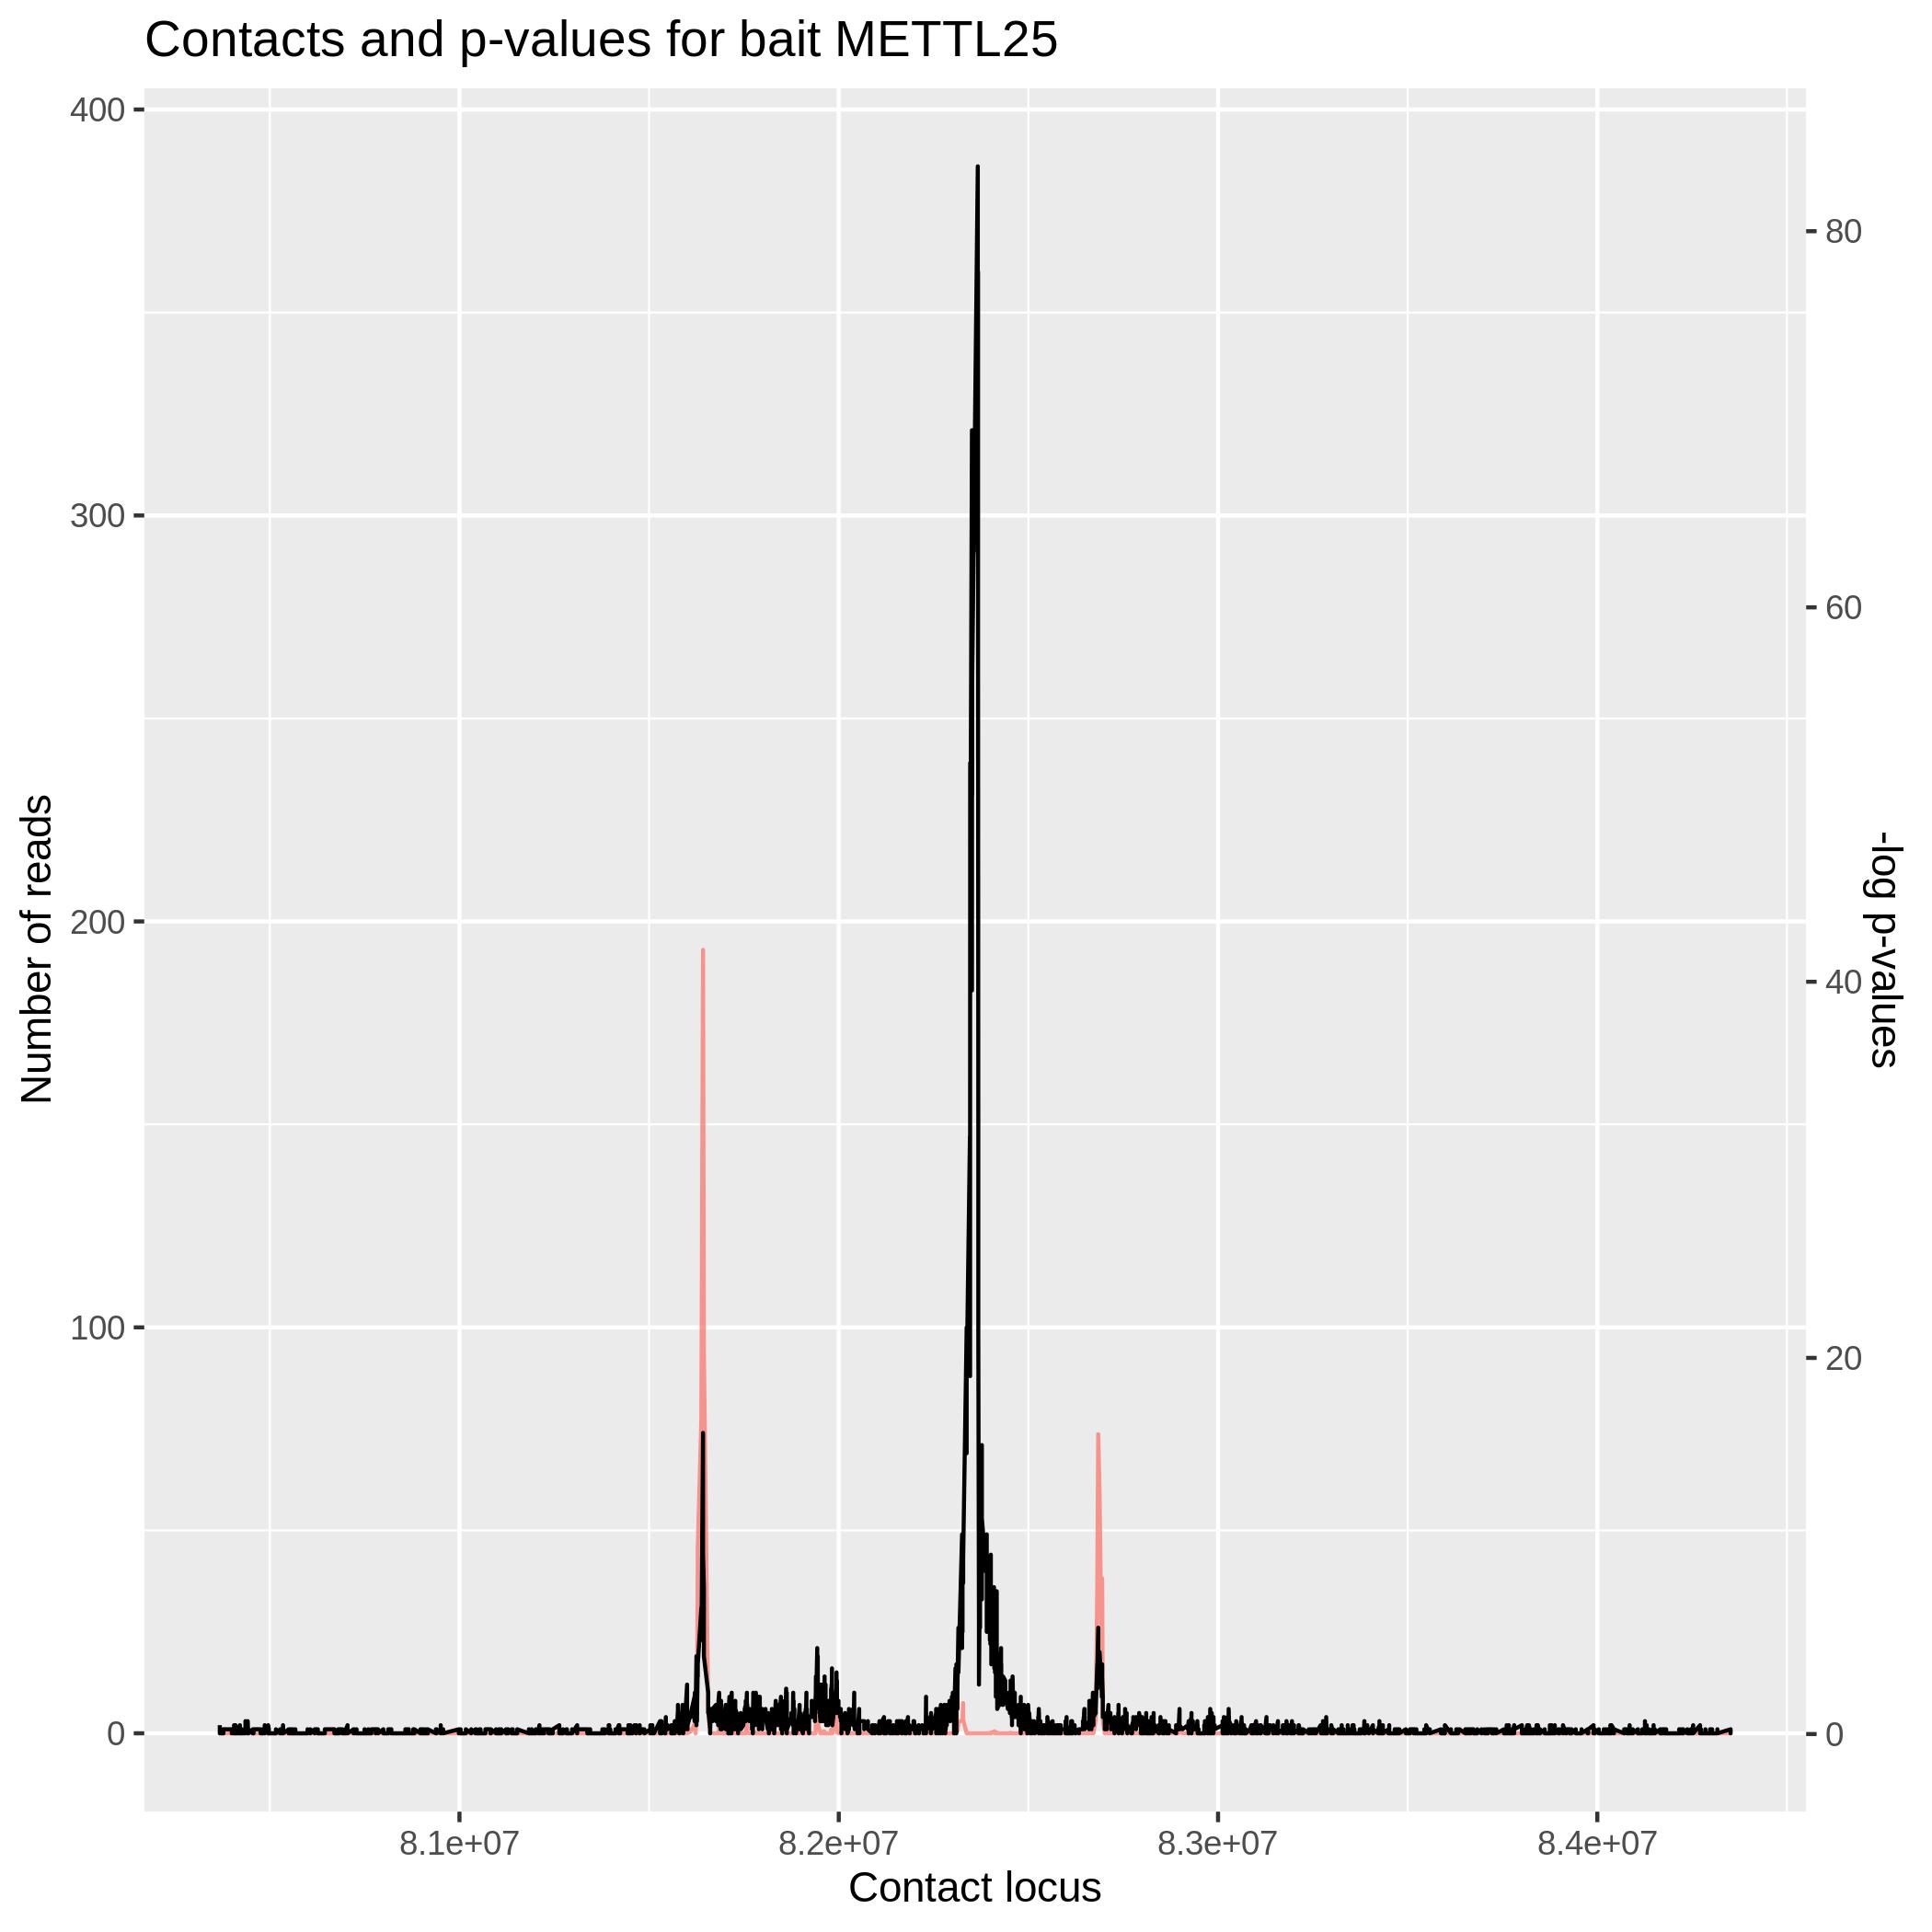 Contacts and p-values for bait METTL25
400
300
200
100
0
Number of reads
80
60
40
20
0
-log p-values
8.1e+07
8.2e+07
8.3e+07
8.4e+07
Contact locus